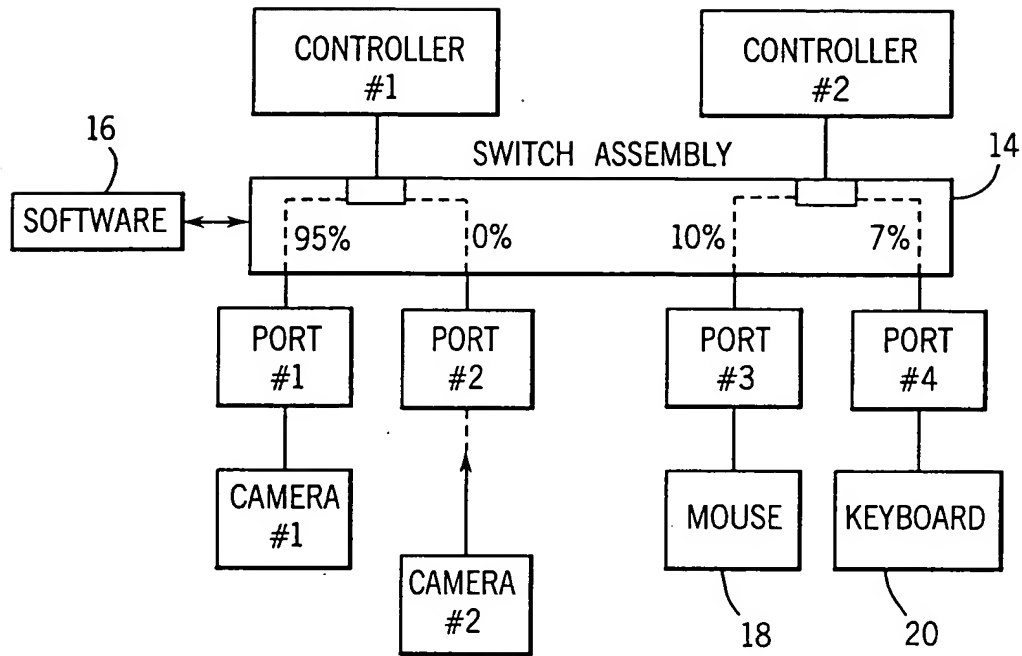 CONTROLLER
#1
CONTROLLER
#2
16
SWITCH ASSEMBLY
14
SOFTWARE
95%
0%
10%
7%
PORT
#1
PORT
#2
PORT
#3
PORT
#4
CAMERA
#1
CAMERA
#2
MOUSE
KEYBOARD
18
20